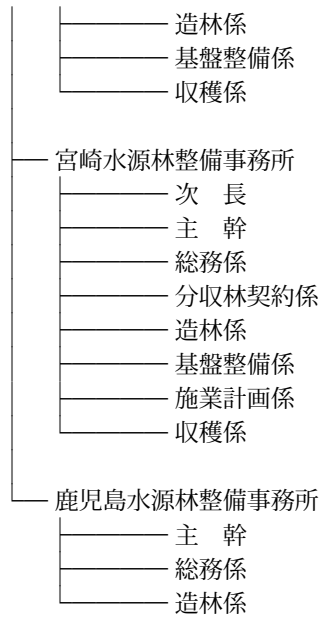 造林係
基盤整備係
収穫係
宮崎水源林整備事務所
次　長
主　幹
総務係
分収林契約係
造林係
基盤整備係
施業計画係
収穫係
鹿児島水源林整備事務所
主　幹
総務係
造林係